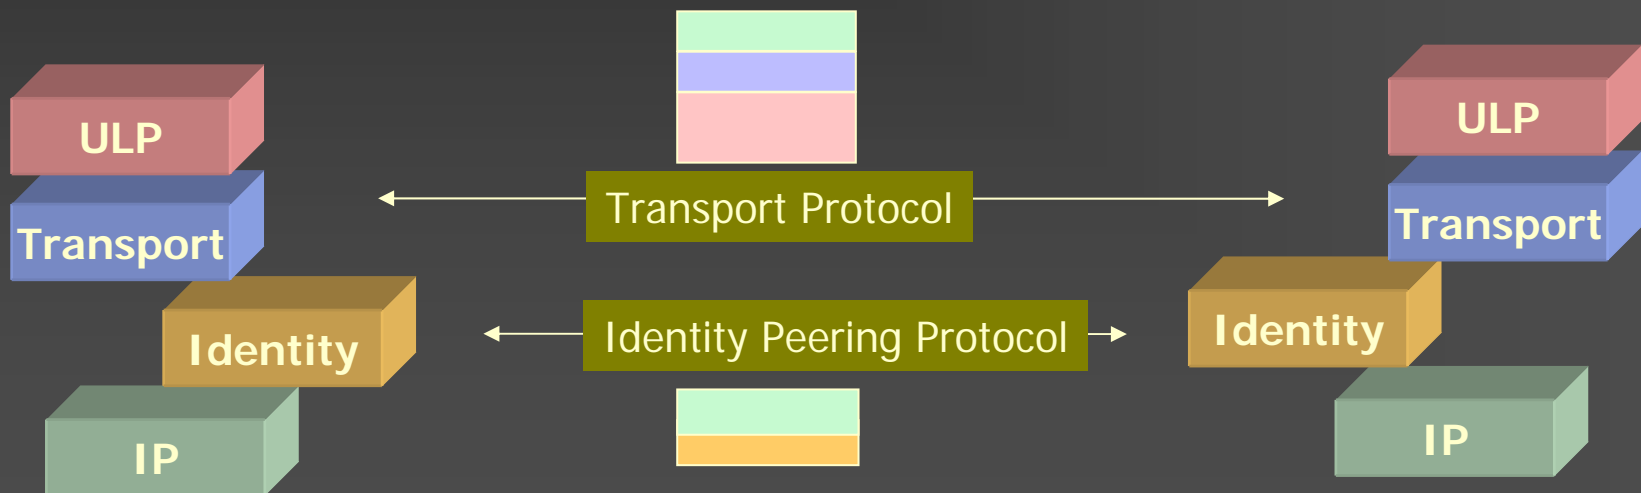 ULP
ULP
Transport Protocol
Transport
Transport
Identity Peering Protocol
Identity
Identity
IP
IP